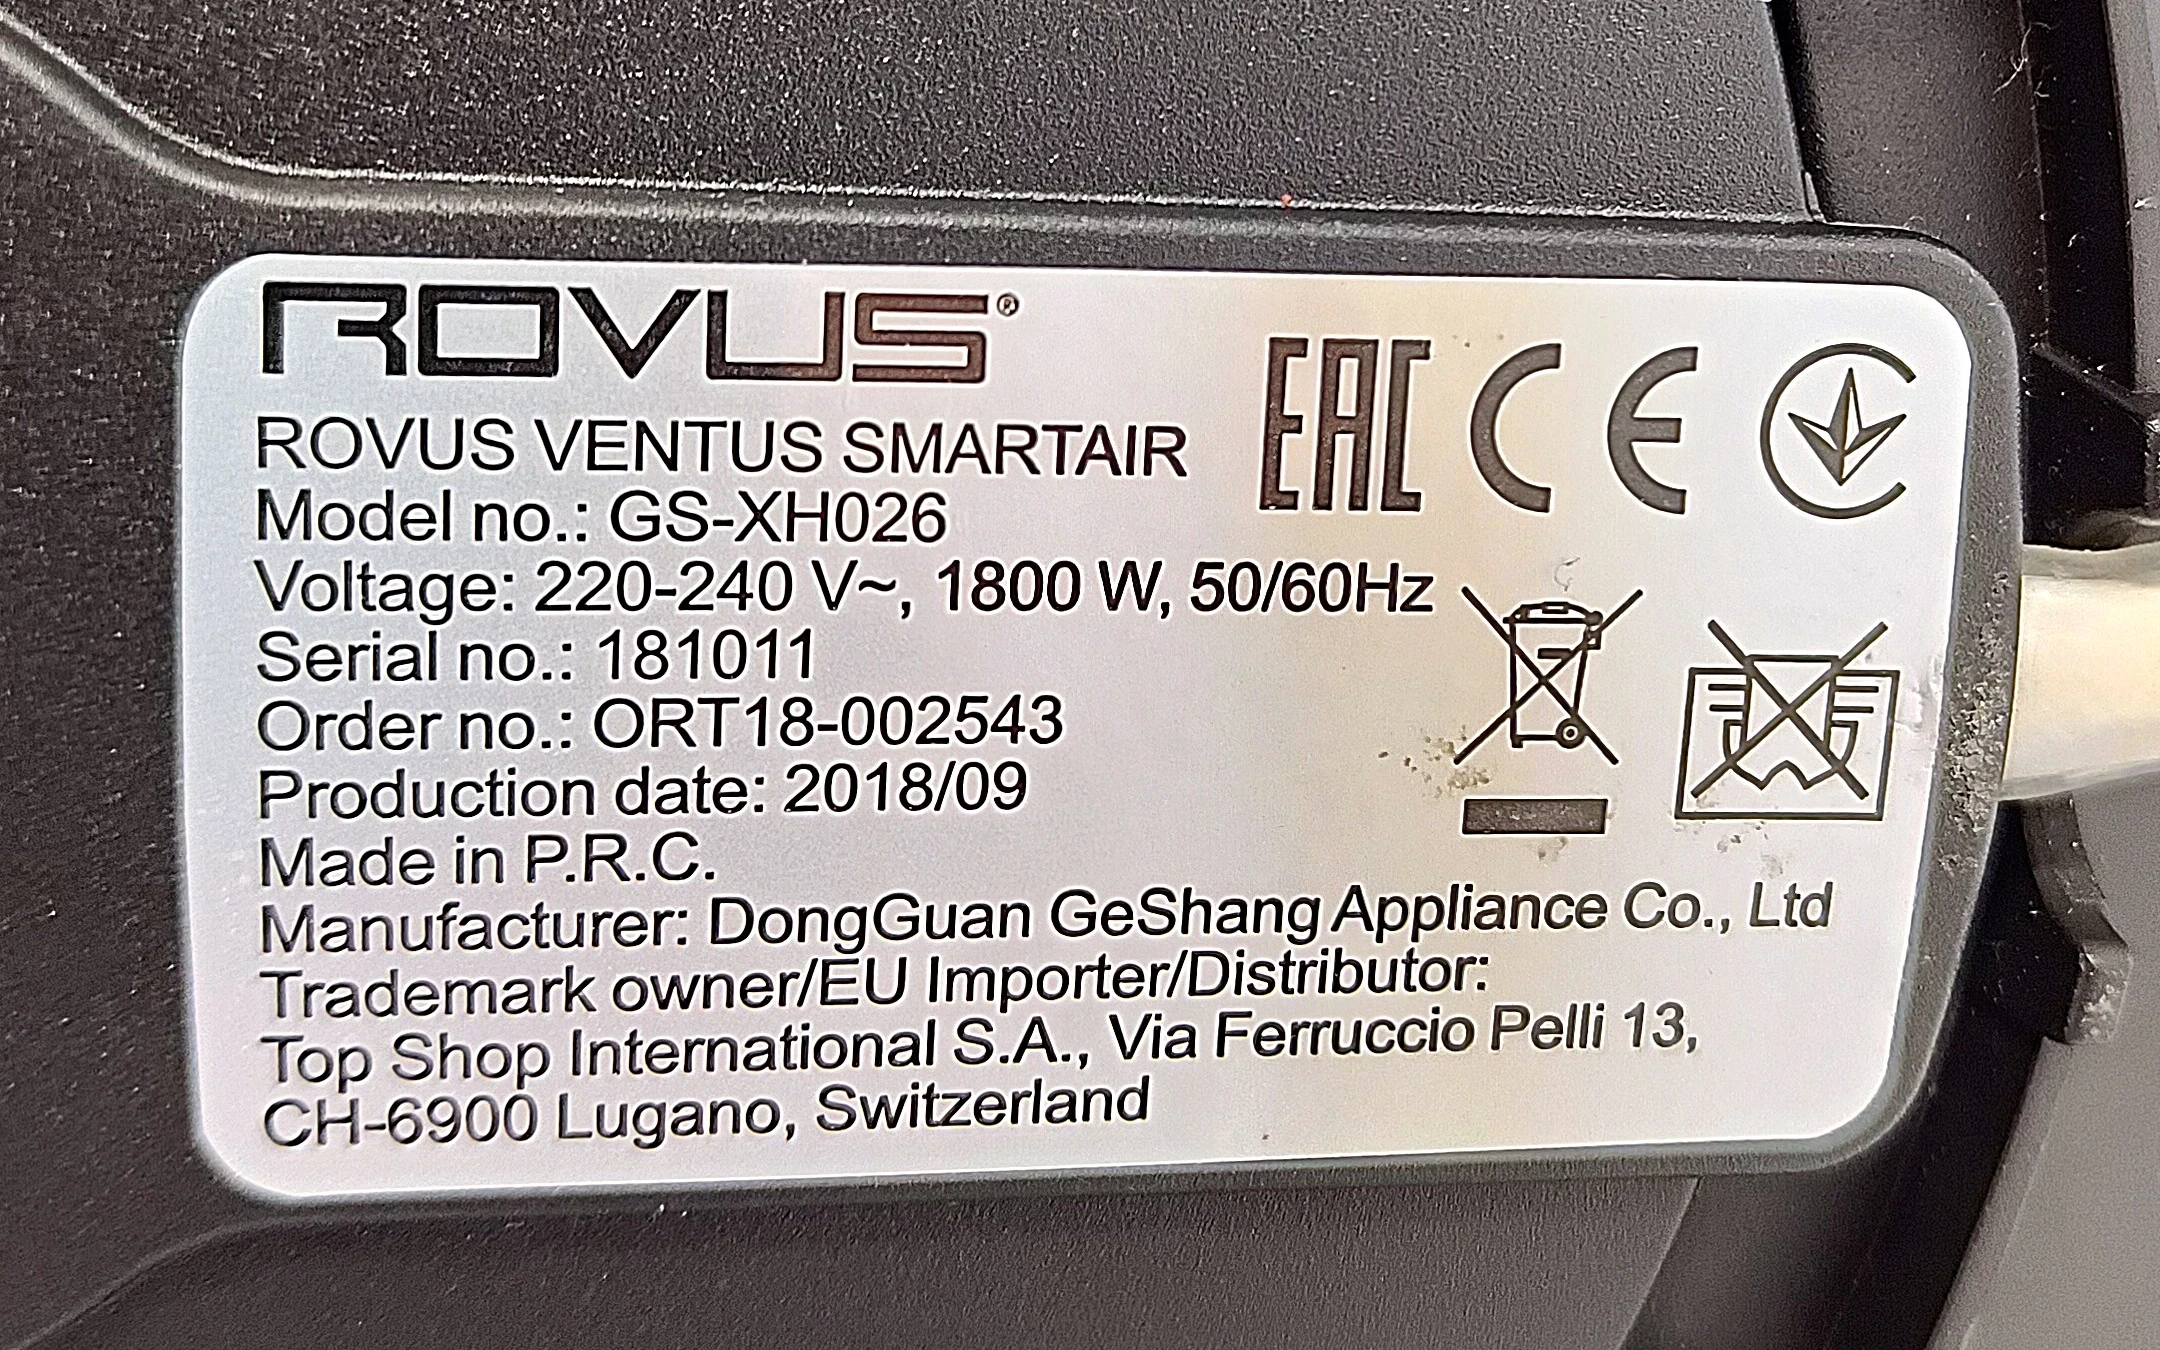 ROVUS®
ROVUS VENTUS SMARTAIR
EAC CE
Model no.: GS-XH026
Voltage: 220-240 V~, 1800 W, 50/60Hz
Serial no.: 181011
Order no.: ORT18-002543
Production date: 2018/09
Made in P.R.C.
Manufacturer: DongGuan GeShang Appliance Co., Ltd
Trademark owner/EU Importer/Distributor:
Top Shop International S.A., Via Ferruccio Pelli 13,
CH-6900 Lugano, Switzerland